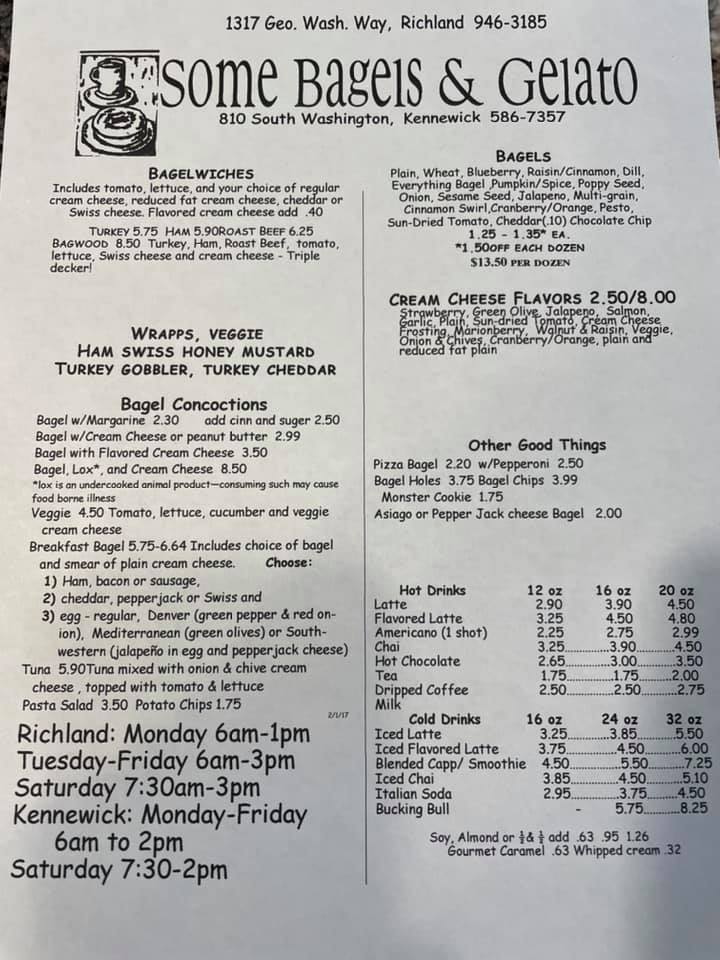 1317 Geo. Wash. Way, Richland 946-3185
Some Bagels & Gelato
810 South Washington, Kennewick 586-7357
BAGELWICHES
Includes tomato, lettuce, and your choice of regular
cream cheese, reduced fat cream cheese, cheddar or
Swiss cheese. Flavored cream cheese add .40
TURKEY 5.75 HAM 5.90ROAST BEEF 6.25
BAGWOOD 8.50 Turkey, Ham, Roast Beef, tomato,
lettuce, Swiss cheese and cream cheese - Triple
decker!
WRAPPS, VEGGIE
HAM SWISS HONEY MUSTARD
TURKEY GOBBLER, TURKEY CHEDDAR
Bagel Concoctions
Bagel w/Margarine 2.30 add cinn and suger 2.50
Bagel w/Cream Cheese or peanut butter 2.99
Bagel with Flavored Cream Cheese 3.50
Bagel, Lox*, and Cream Cheese 8.50
*lox is an undercooked animal product—consuming such may cause
food borne illness
Veggie 4.50 Tomato, lettuce, cucumber and veggie
cream cheese
Breakfast Bagel 5.75-6.64 Includes choice of bagel
and smear of plain cream cheese. Choose:
1) Ham, bacon or sausage,
2) cheddar, pepperjack or Swiss and
3) egg - regular, Denver (green pepper & red on-
ion), Mediterranean (green olives) or South-
western (jalapeño in egg and pepperjack cheese)
Tuna 5.90Tuna mixed with onion & chive cream
cheese , topped with tomato & lettuce
Pasta Salad 3.50 Potato Chips 1.75
2/1/17
Richland: Monday 6am-1pm
Tuesday-Friday 6am-3pm
Saturday 7:30am-3pm
Kennewick: Monday-Friday
6am to 2pm
Saturday 7:30-2pm
BAGELS
Plain, Wheat, Blueberry, Raisin/Cinnamon, Dill,
Everything Bagel ,Pumpkin/Spice, Poppy Seed,
Onion, Sesame Seed, Jalapeno, Multi-grain,
Cinnamon Swirl,Cranberry/Orange, Pesto,
Sun-Dried Tomato, Cheddar(.10) Chocolate Chip
1.25 - 1.35* EA.
*1.50OFF EACH DOZEN
$13.50 PER DOZEN
CREAM CHEESE FLAVORS 2.50/8.00
Strawberry, Green Olive, Jalapeno, Salmon,
Garlic, Plain, Sun-dried Tomato, Cream Cheese
Frosting, Marionberry, Walnut & Raisin, Veggie,
Onion & Chives, Cranberry/Orange, plain and
reduced fat plain
Other Good Things
Pizza Bagel 2.20 w/Pepperoni 2.50
Bagel Holes 3.75 Bagel Chips 3.99
Monster Cookie 1.75
Asiago or Pepper Jack cheese Bagel 2.00
Hot Drinks 12 oz 16 oz 20 oz
Latte 2.90 3.90 4.50
Flavored Latte 3.25 4.50 4.80
Americano (1 shot) 2.25 2.75 2.99
Chai 3.25............3.90............4.50
Hot Chocolate 2.65............3.00............3.50
Tea 1.75............1.75............2.00
Dripped Coffee 2.50............2.50............2.75
Milk
Cold Drinks 16 oz 24 oz 32 oz
Iced Latte 3.25............3.85............5.50
Iced Flavored Latte 3.75............4.50............6.00
Blended Capp/ Smoothie 4.50............5.50............7.25
Iced Chai 3.85............4.50............5.10
Italian Soda 2.95............3.75............4.50
Bucking Bull - 5.75............8.25
Soy, Almond or ½& ½ add .63 .95 1.26
Gourmet Caramel .63 Whipped cream .32